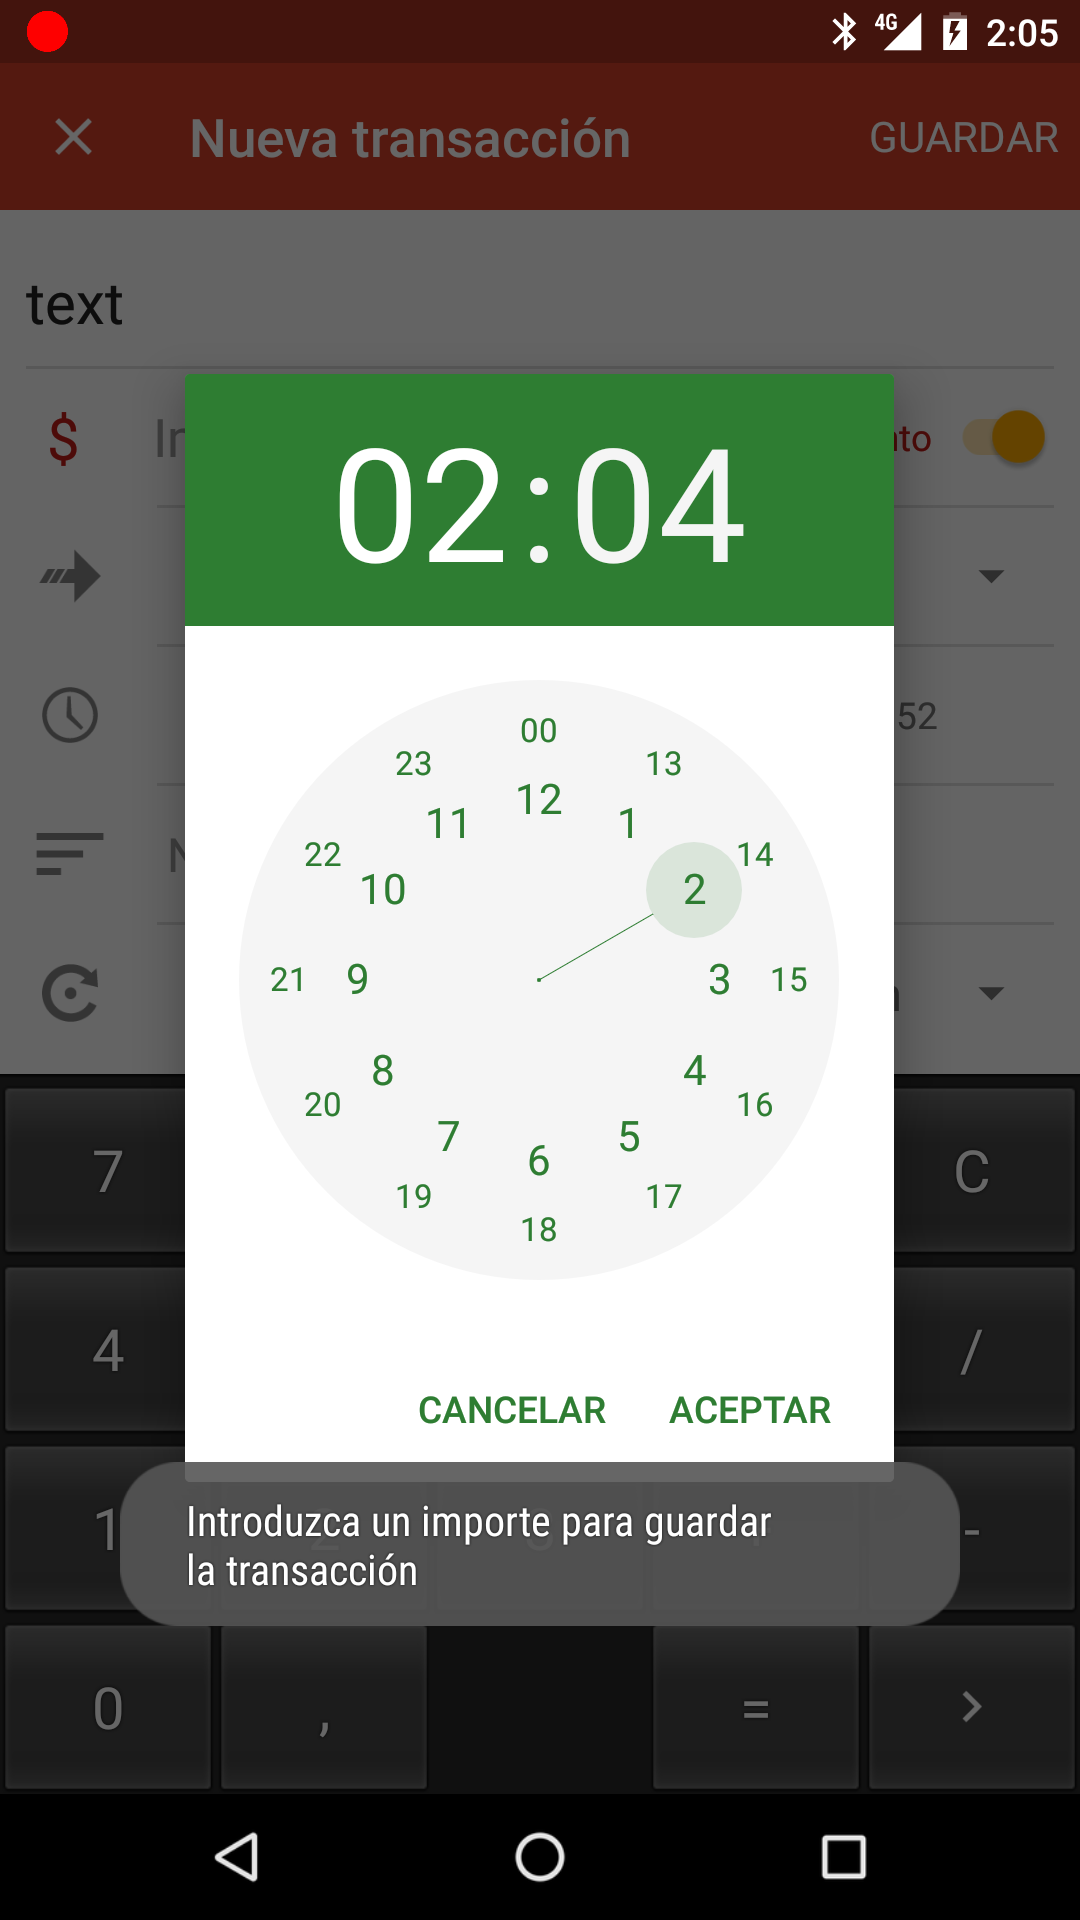 4G 2:05
Nueva transacción GUARDAR
text
$ In nto
02:04
52
N
00
23 13
12
11 1
22 14
10 2
21 9 3 15
8 4
20 16
7 5
6
19 17
18
CANCELAR ACEPTAR
7 C
4 /
1 -
Introduzca un importe para guardar
la transacción
0 , = >